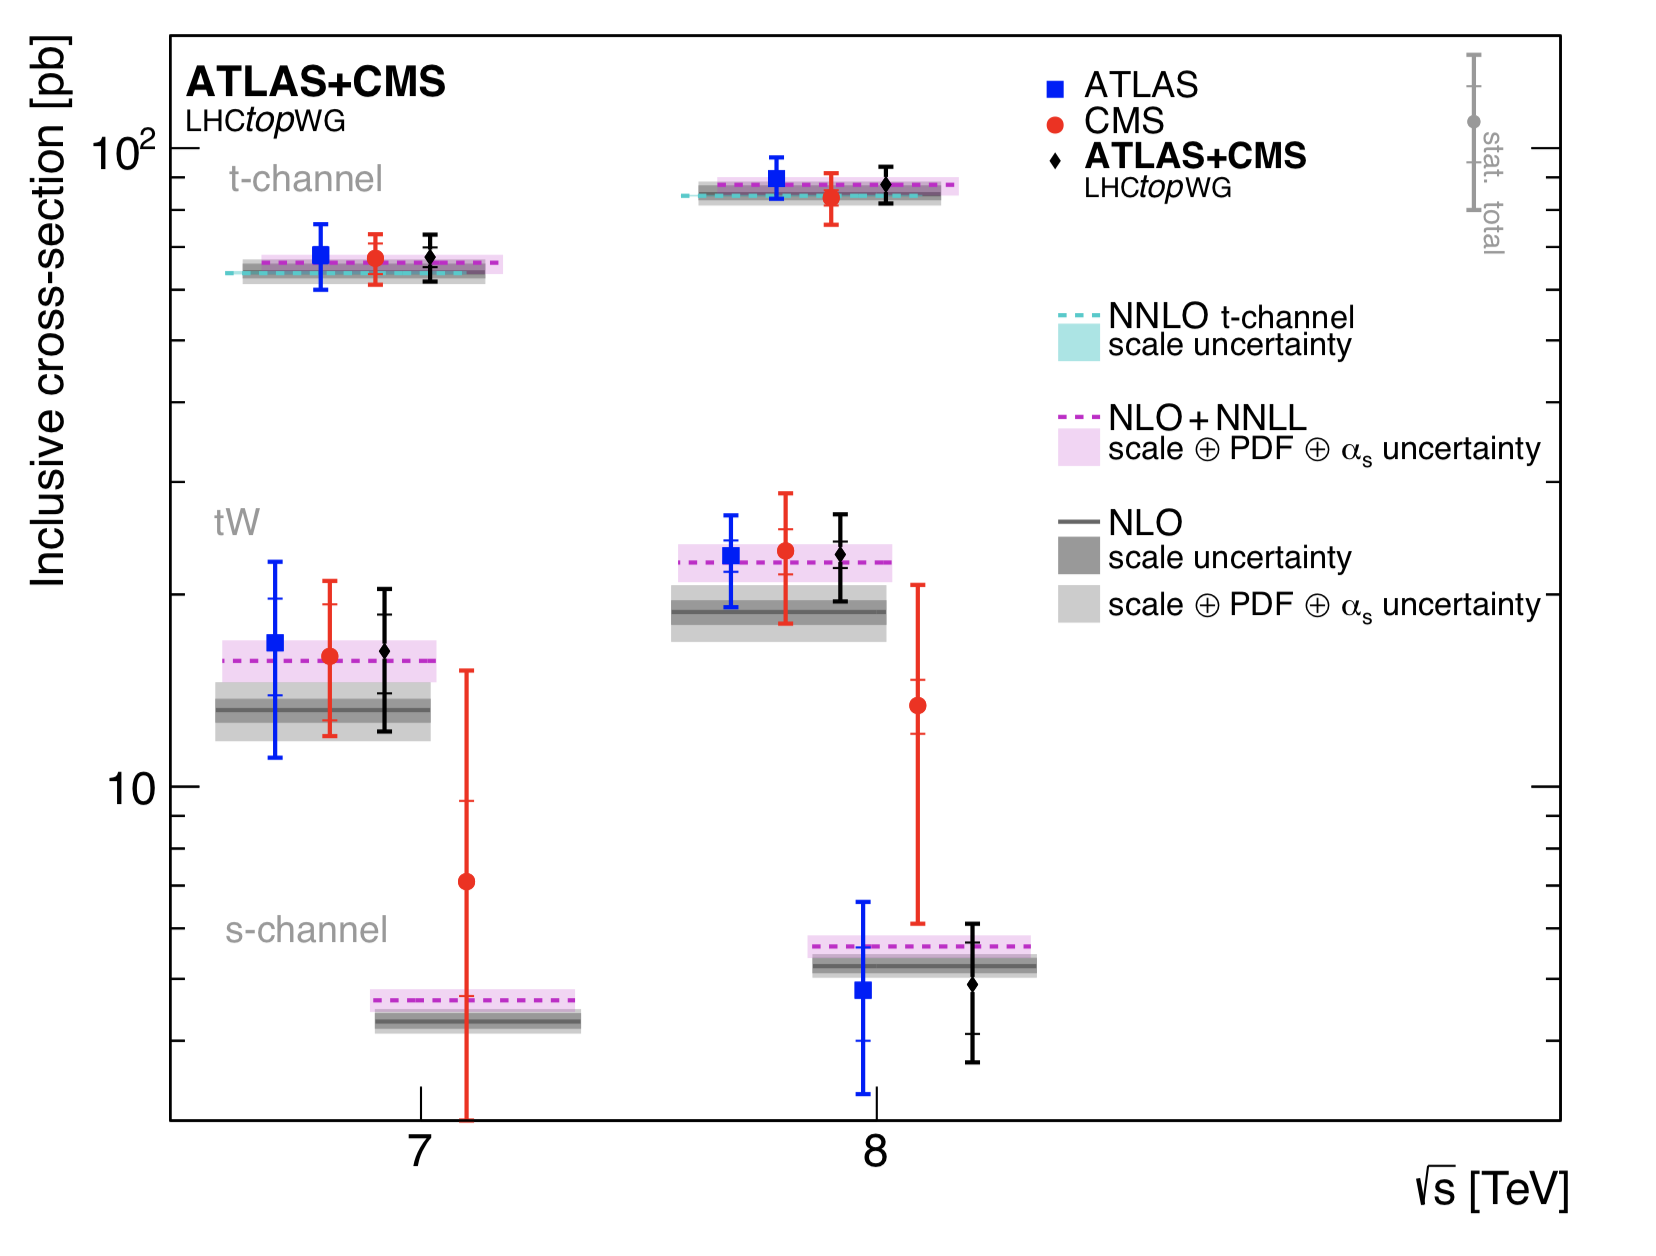 Inclusive cross-section [pb]
10²
10
ATLAS+CMS
LHCtopWG
t-channel
tW
s-channel
ATLAS
CMS
ATLAS+CMS
LHCtopWG
stat. total
NNLO t-channel
scale uncertainty
NLO + NNLL
scale ⊕ PDF ⊕ αs uncertainty
NLO
scale uncertainty
scale ⊕ PDF ⊕ αs uncertainty
7
8
√s [TeV]